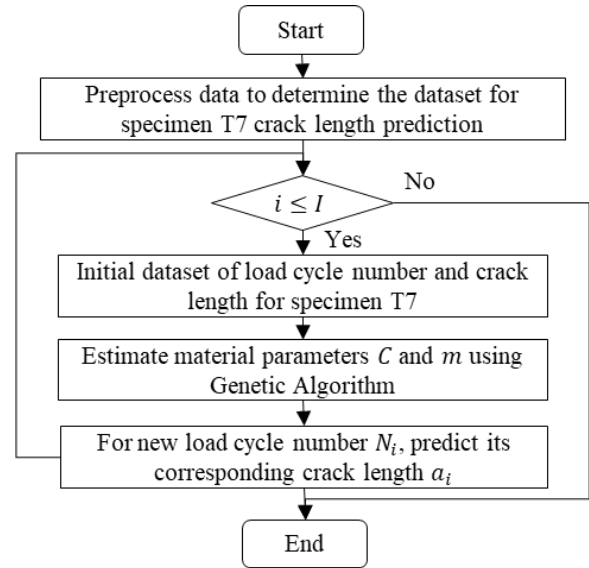 Start
Preprocess data to determine the dataset for
specimen T7 crack length prediction
No
i ≤ I
Yes
Initial dataset of load cycle number and crack
length for specimen T7
Estimate material parameters C and m using
Genetic Algorithm
For new load cycle number Nᵢ, predict its
corresponding crack length aᵢ
End